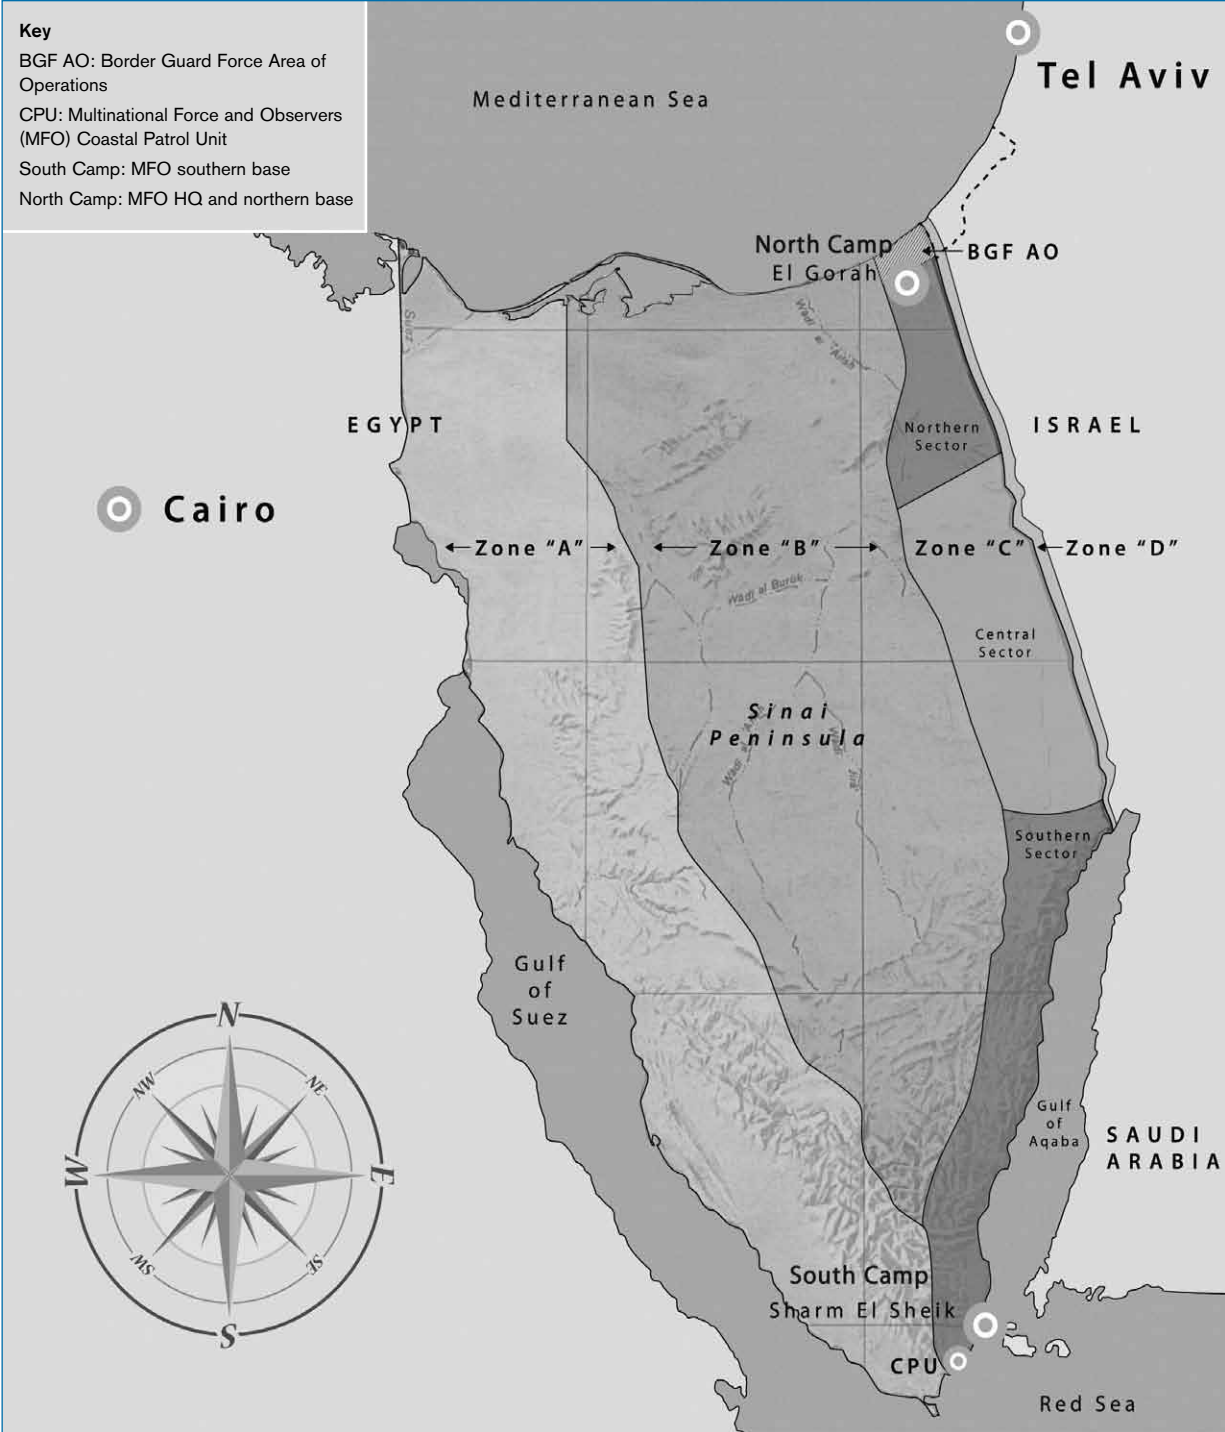 Key
BGF AO: Border Guard Force Area of
Operations
CPU: Multinational Force and Observers
(MFO) Coastal Patrol Unit
South Camp: MFO southern base
North Camp: MFO HQ and northern base
Tel Aviv
Mediterranean Sea
North Camp
El Gorah
BGF AO
Suez
Wadi al 'Arish
EGYPT
Northern
Sector
ISRAEL
Cairo
Zone "A"
Zone "B"
Zone "C"
Zone "D"
Wadi al Buruk
Central
Sector
Sinai
Peninsula
Southern
Sector
Gulf
of
Suez
N
NW
NE
W
E
SW
SE
S
Gulf
of
Aqaba
SAUDI
ARABIA
South Camp
Sharm El Sheik
CPU
Red Sea